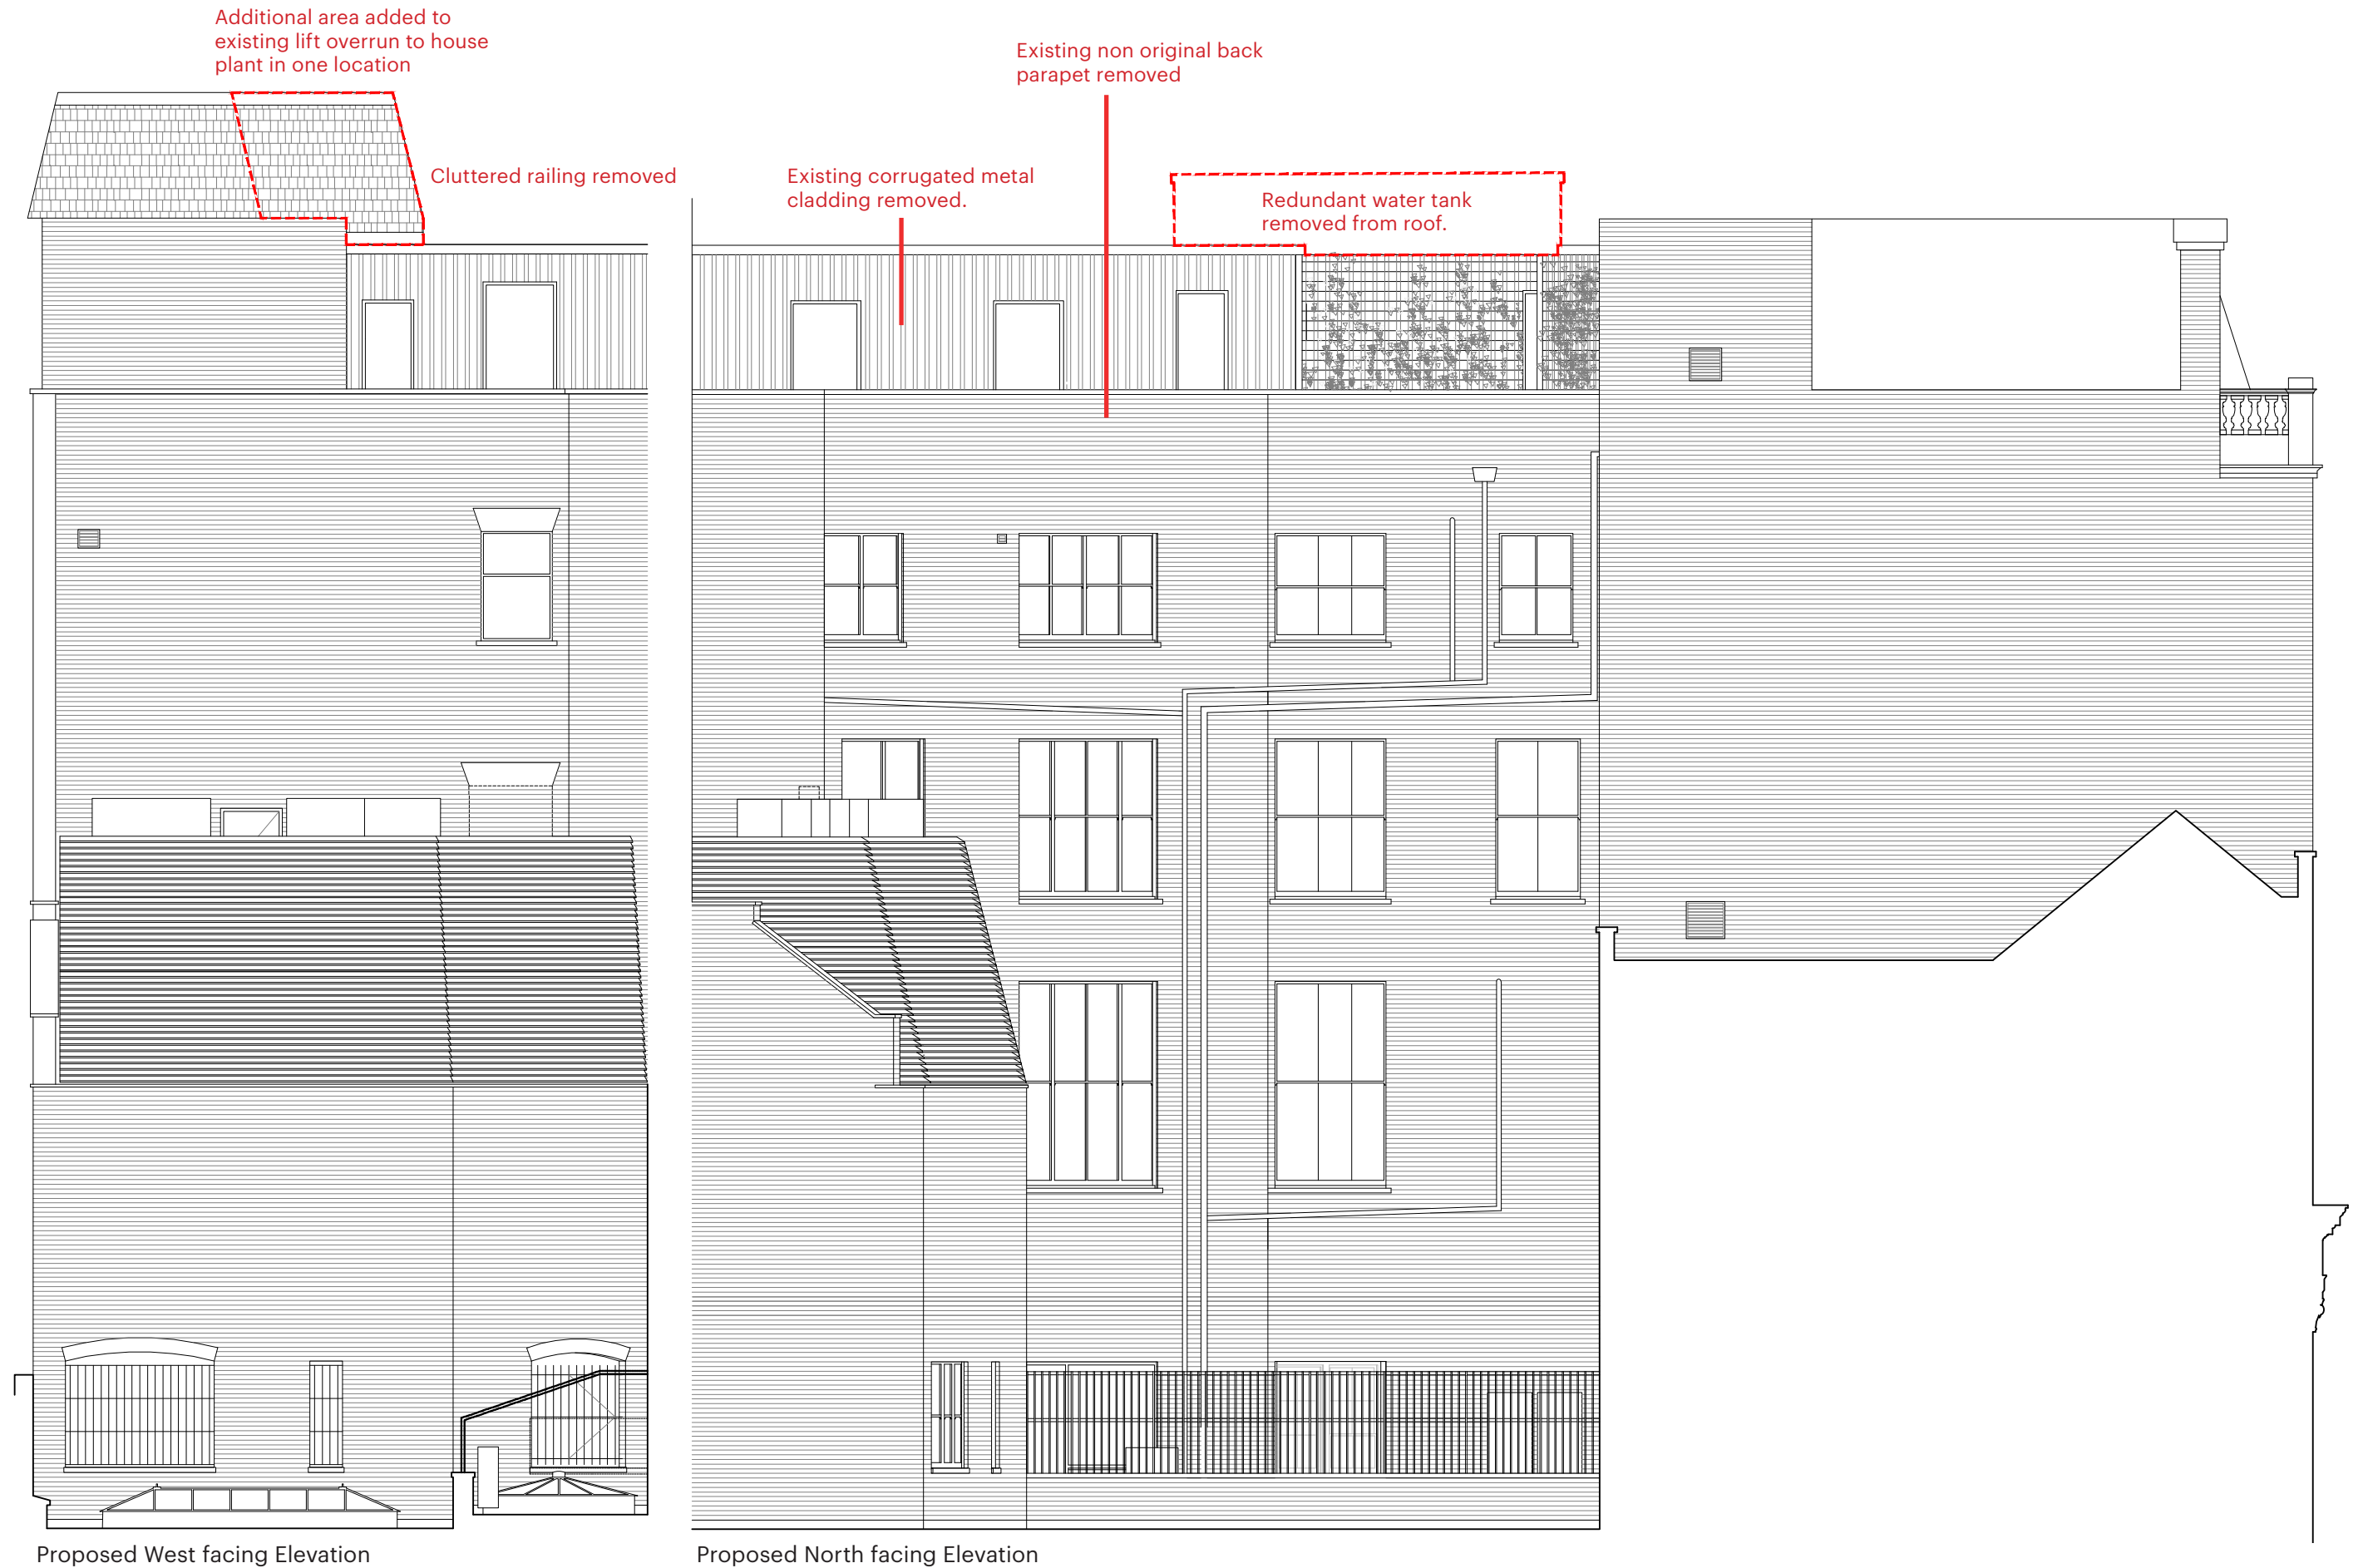 Additional area added to
existing lift overrun to house
plant in one location
Cluttered railing removed
Existing corrugated metal
cladding removed.
Existing non original back
parapet removed
Redundant water tank
removed from roof.
Proposed West facing Elevation
Proposed North facing Elevation